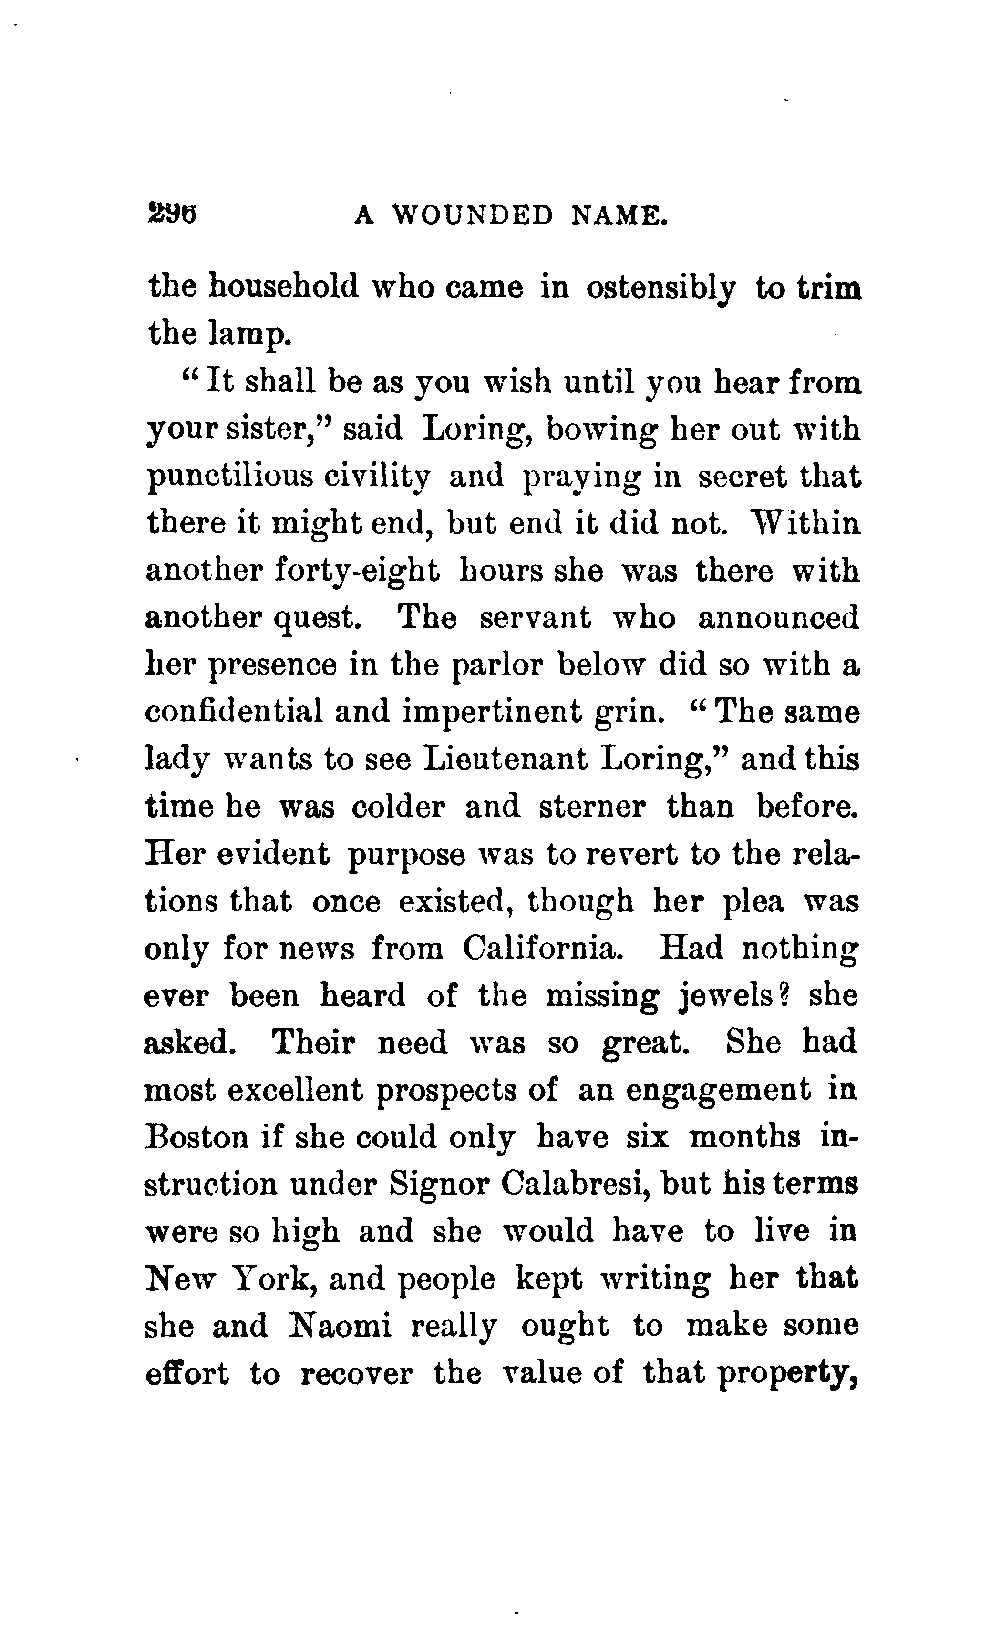 296 A WOUNDED NAME.
the household who came in ostensibly to trim
the lamp.
"It shall be as you wish until you hear from
your sister," said Loring, bowing her out with
punctilious civility and praying in secret that
there it might end, but end it did not. Within
another forty-eight hours she was there with
another quest. The servant who announced
her presence in the parlor below did so with a
confidential and impertinent grin. "The same
lady wants to see Lieutenant Loring," and this
time he was colder and sterner than before.
Her evident purpose was to revert to the rela-
tions that once existed, though her plea was
only for news from California. Had nothing
ever been heard of the missing jewels? she
asked. Their need was so great. She had
most excellent prospects of an engagement in
Boston if she could only have six months in-
struction under Signor Calabresi, but his terms
were so high and she would have to live in
New York, and people kept writing her that
she and Naomi really ought to make some
effort to recover the value of that property,